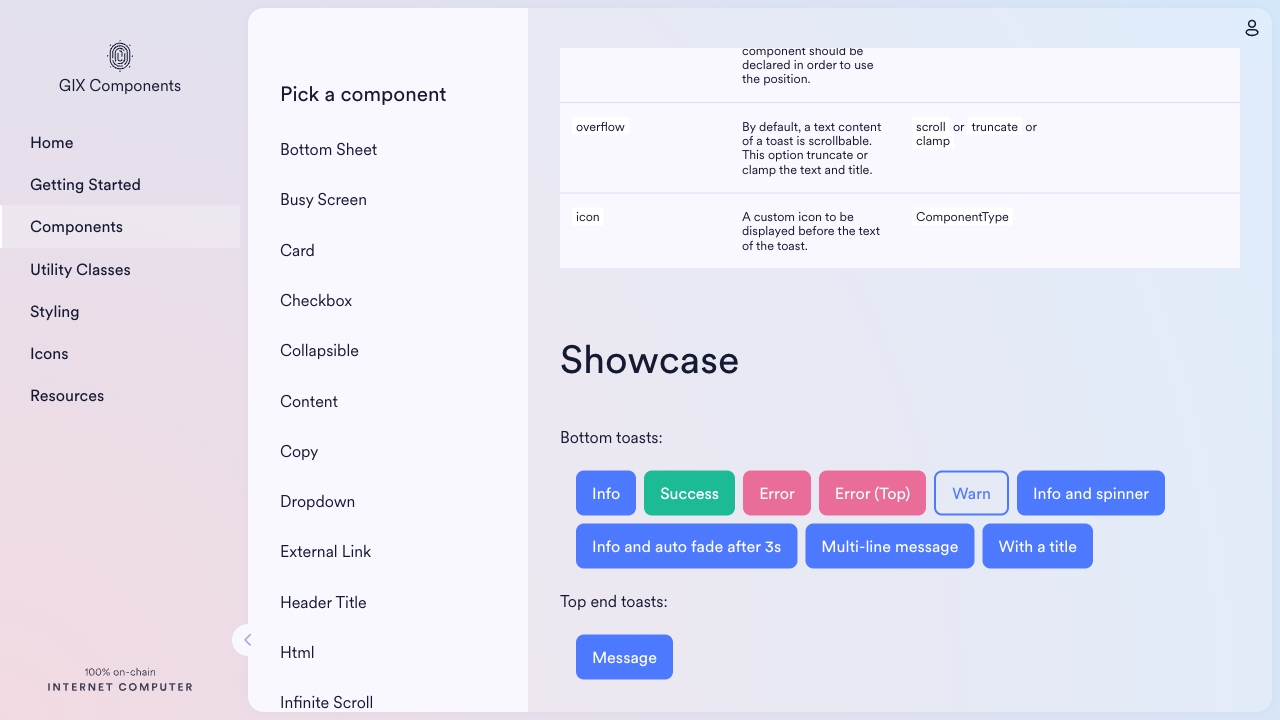 GIX Components
Home
Getting Started
Components
Utility Classes
Styling
Icons
Resources
100% on-chain
INTERNET COMPUTER
Pick a component
Bottom Sheet
Busy Screen
Card
Checkbox
Collapsible
Content
Copy
Dropdown
External Link
Header Title
Html
Infinite Scroll
component should be
declared in order to use
the position.
overflow
By default, a text content
of a toast is scrollable.
This option truncate or
clamp the text and title.
scroll or truncate or
clamp
icon
A custom icon to be
displayed before the text
of the toast.
ComponentType
Showcase
Bottom toasts:
Info Success Error Error (Top) Warn Info and spinner
Info and auto fade after 3s Multi-line message With a title
Top end toasts:
Message